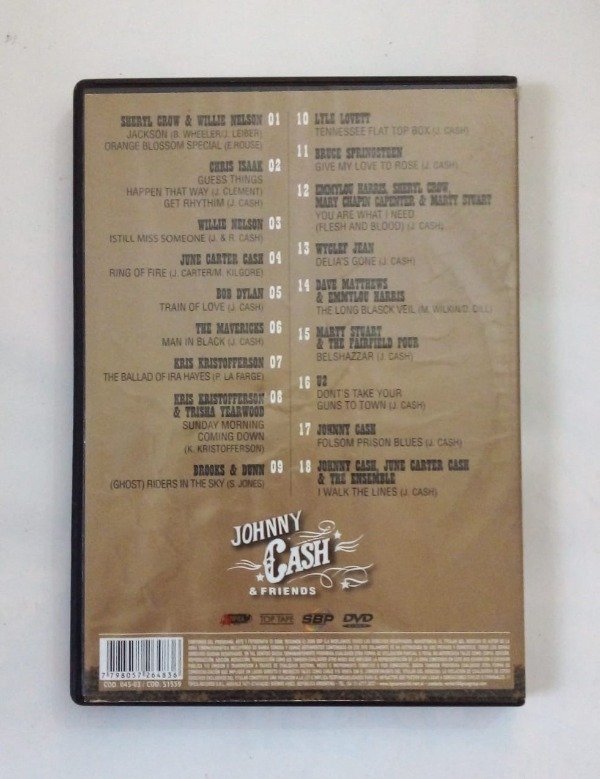 SHERYL CROW & WILLIE NELSON 01
JACKSON (B. WHEELER/J. LEIBER)
ORANGE BLOSSOM SPECIAL (E.ROUSE)
CHRIS ISAAK 02
GUESS THINGS
HAPPEN THAT WAY (J. CLEMENT)
GET RHYTHIM (J. CASH)
WILLIE NELSON 03
ISTILL MISS SOMEONE (J. & R. CASH)
JUNE CARTER CASH 04
RING OF FIRE (J. CARTER/M. KILGORE)
BOB DYLAN 05
TRAIN OF LOVE (J. CASH)
THE MAVERICKS 06
MAN IN BLACK (J. CASH)
KRIS KRISTOFFERSON 07
THE BALLAD OF IRA HAYES (P. LA FARGE)
KRIS KRISTOFFERSON 08
& TRISHA YEARWOOD
SUNDAY MORNING
COMING DOWN
(K. KRISTOFFERSON)
BROOKS & DUNN 09
(GHOST) RIDERS IN THE SKY (S. JONES)
10 LYLE LOVETT
TENNESSEE FLAT TOP BOX (J. CASH)
11 BRUCE SPRINGSTEEN
GIVE MY LOVE TO ROSE (J. CASH)
12 EMMYLOU HARRIS, SHERYL CROW,
MARY CHAPIN CAPENTER & MARTY STUART
YOU ARE WHAT I NEED
(FLESH AND BLOOD) (J. CASH)
13 WYCLEF JEAN
DELIA'S GONE (J. CASH)
14 DAVE MATTHEWS
& EMMYLOU HARRIS
THE LONG BLASCK VEIL (M. WILKIN/D. DILL)
15 MARTY STUART
& THE FAIRFIELD FOUR
BELSHAZZAR (J. CASH)
16 U2
DONT'S TAKE YOUR
GUNS TO TOWN (J. CASH)
17 JOHNNY CASH
FOLSOM PRISON BLUES (J. CASH)
18 JOHNNY CASH, JUNE CARTER CASH
& THE ENSEMBLE
I WALK THE LINES (J. CASH)
JOHNNY
CASH
& FRIENDS
TOP TAPE SBP DVD
7 798057 264836